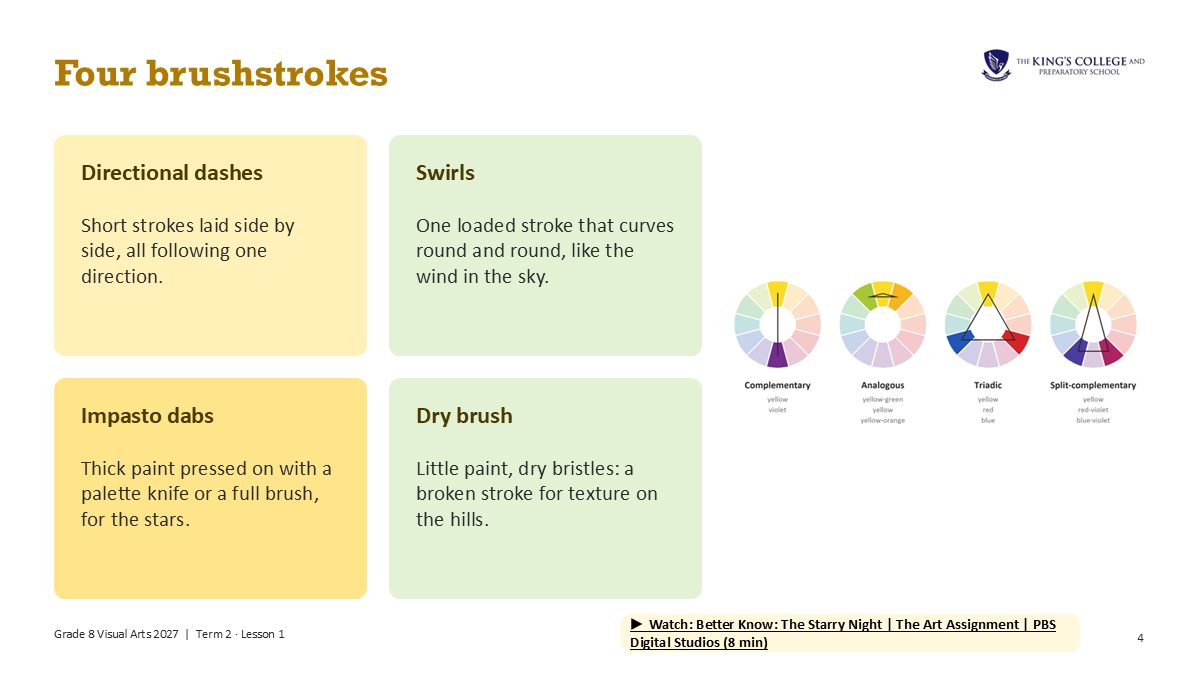 Four brushstrokes
THE KING'S COLLEGE AND
PREPARATORY SCHOOL
Directional dashes
Short strokes laid side by
side, all following one
direction.
Swirls
One loaded stroke that curves
round and round, like the
wind in the sky.
Impasto dabs
Thick paint pressed on with a
palette knife or a full brush,
for the stars.
Dry brush
Little paint, dry bristles: a
broken stroke for texture on
the hills.
Complementary
yellow
violet
Analogous
yellow-green
yellow
yellow-orange
Triadic
yellow
red
blue
Split-complementary
yellow
red-violet
blue-violet
Grade 8 Visual Arts 2027 | Term 2 · Lesson 1
▶ Watch: Better Know: The Starry Night | The Art Assignment | PBS
Digital Studios (8 min)
4